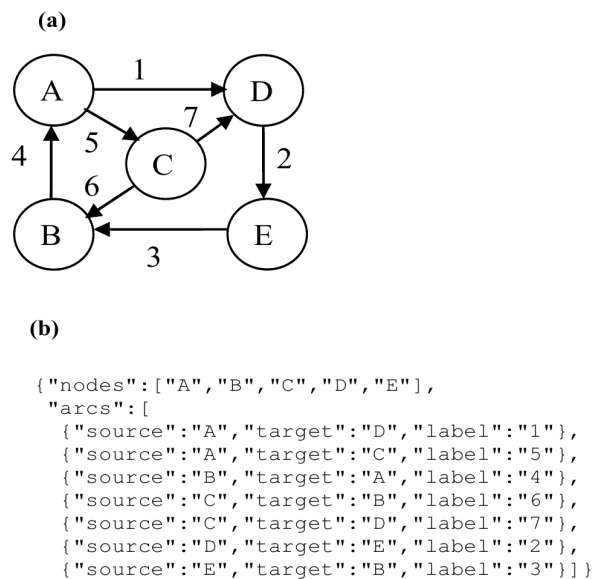 (a)
1
A
D
7
5
4
C
2
6
B
E
3
(b)
{"nodes":["A","B","C","D","E"],
"arcs":[
{"source":"A","target":"D","label":"1"},
{"source":"A","target":"C","label":"5"},
{"source":"B","target":"A","label":"4"},
{"source":"C","target":"B","label":"6"},
{"source":"C","target":"D","label":"7"},
{"source":"D","target":"E","label":"2"},
{"source":"E","target":"B","label":"3"}]}